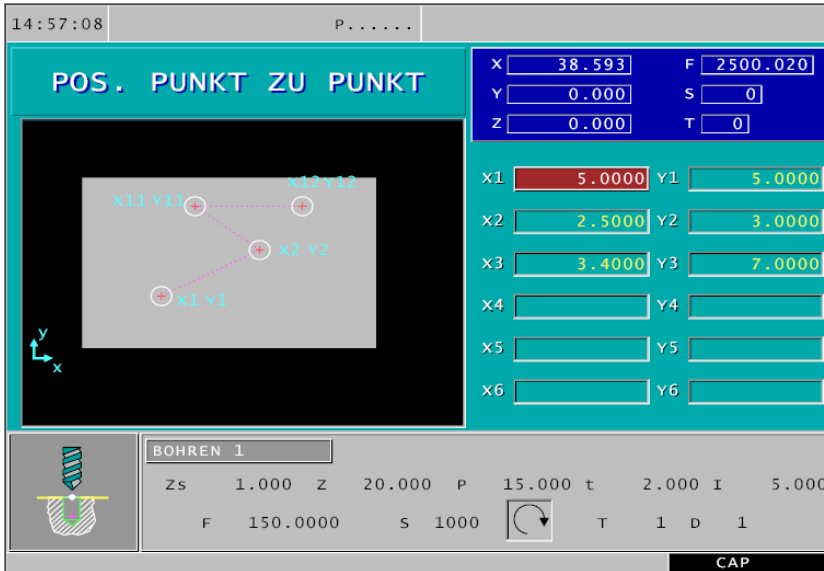 14:57:08 P......
POS. PUNKT ZU PUNKT
X 38.593 F 2500.020
Y 0.000 S 0
Z 0.000 T 0
X12 Y12
X11 Y11
X2 Y2
X1 Y1
y
x
X1 5.0000 Y1 5.0000
X2 2.5000 Y2 3.0000
X3 3.4000 Y3 7.0000
X4 Y4
X5 Y5
X6 Y6
BOHREN 1
Zs 1.000 Z 20.000 P 15.000 t 2.000 I 5.000
F 150.0000 S 1000 T 1 D 1
CAP